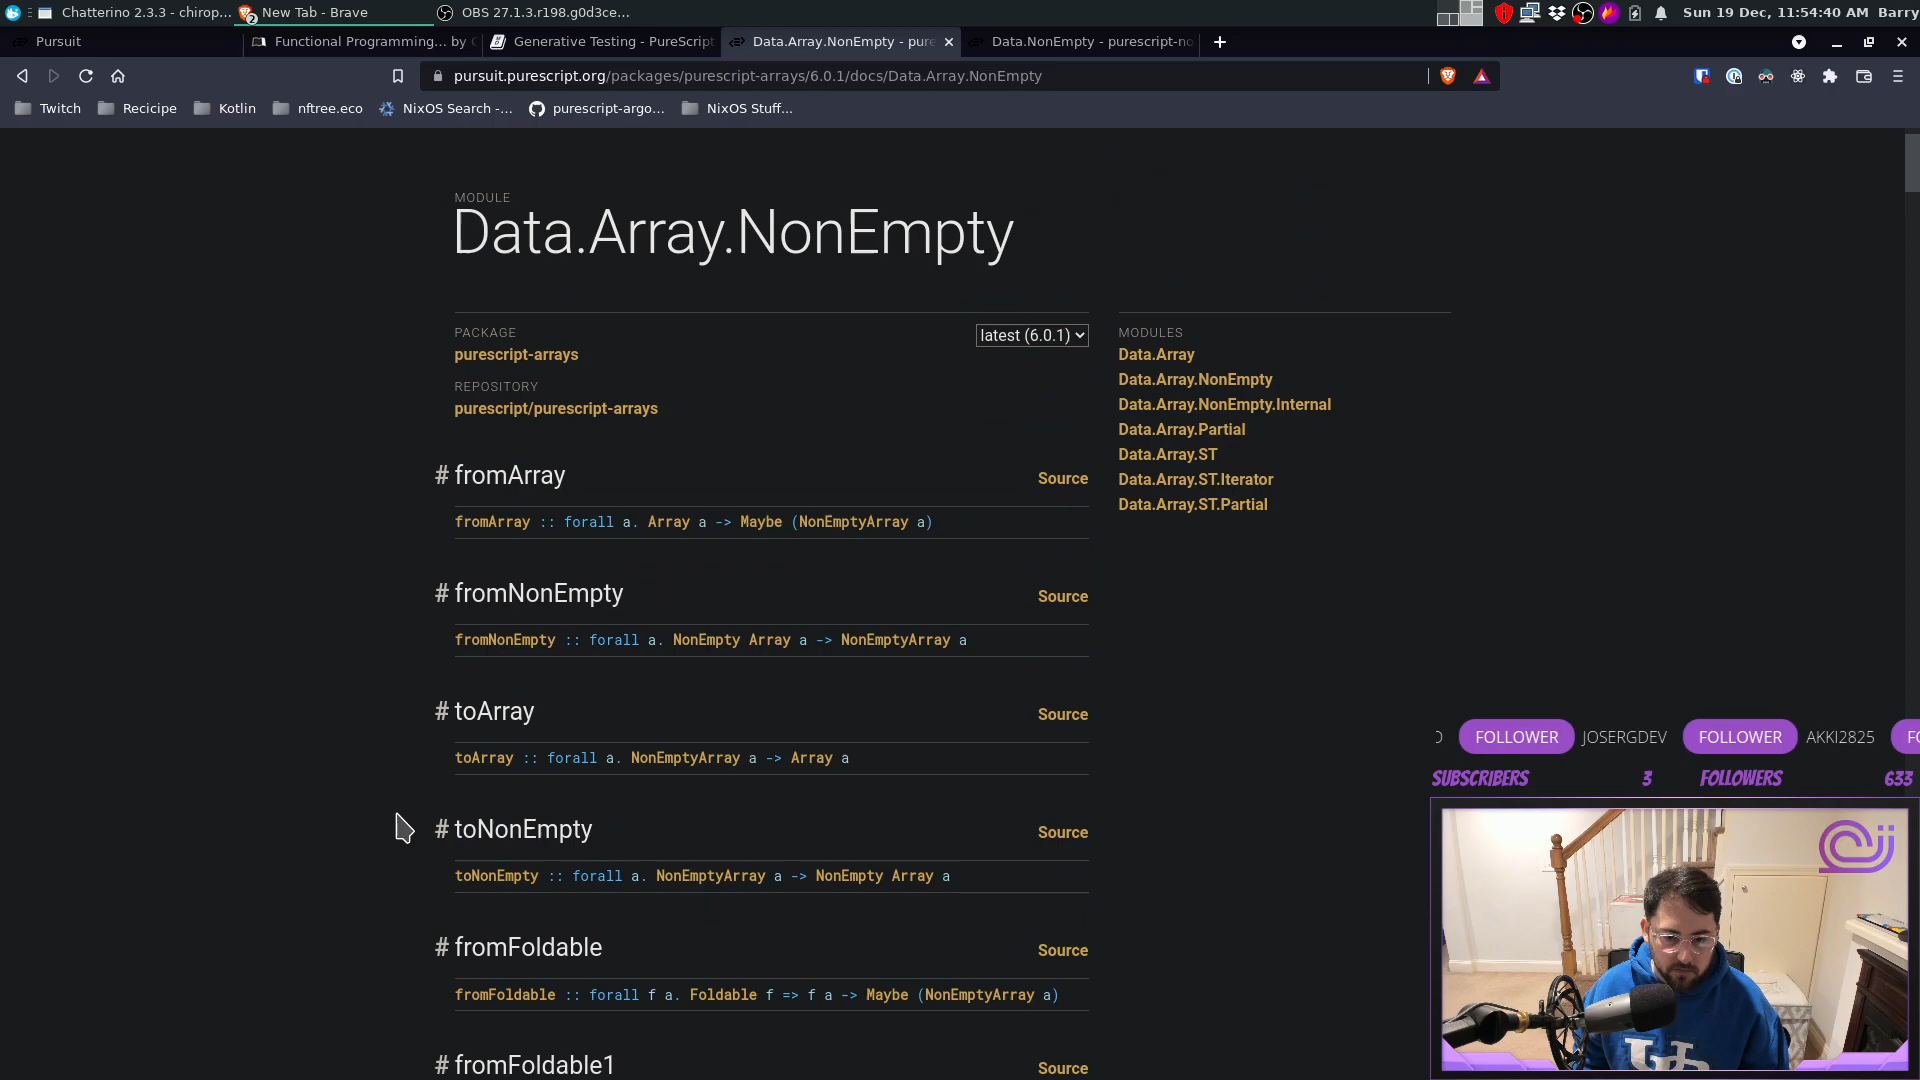 Chatterino 2.3.3 - chirop...
2
New Tab - Brave
OBS 27.1.3.r198.g0d3ce...
Sun 19 Dec, 11:54:40 AM Barry
Pursuit
Functional Programming... by
Generative Testing - PureScript
Data.Array.NonEmpty - pure
Data.NonEmpty - purescript-no
pursuit.purescript.org/packages/purescript-arrays/6.0.1/docs/Data.Array.NonEmpty
Twitch
Recicipe
Kotlin
nftree.eco
NixOS Search -...
purescript-argo...
NixOS Stuff...
MODULE
Data.Array.NonEmpty
PACKAGE
purescript-arrays
latest (6.0.1)
REPOSITORY
purescript/purescript-arrays
MODULES
Data.Array
Data.Array.NonEmpty
Data.Array.NonEmpty.Internal
Data.Array.Partial
Data.Array.ST
Data.Array.ST.Iterator
Data.Array.ST.Partial
# fromArray
Source
fromArray :: forall a. Array a -> Maybe (NonEmptyArray a)
# fromNonEmpty
Source
fromNonEmpty :: forall a. NonEmpty Array a -> NonEmptyArray a
# toArray
Source
toArray :: forall a. NonEmptyArray a -> Array a
# toNonEmpty
Source
toNonEmpty :: forall a. NonEmptyArray a -> NonEmpty Array a
# fromFoldable
Source
fromFoldable :: forall f a. Foldable f => f a -> Maybe (NonEmptyArray a)
# fromFoldable1
Source
FOLLOWER JOSERGDEV FOLLOWER AKKI2825
SUBSCRIBERS 3 FOLLOWERS 633